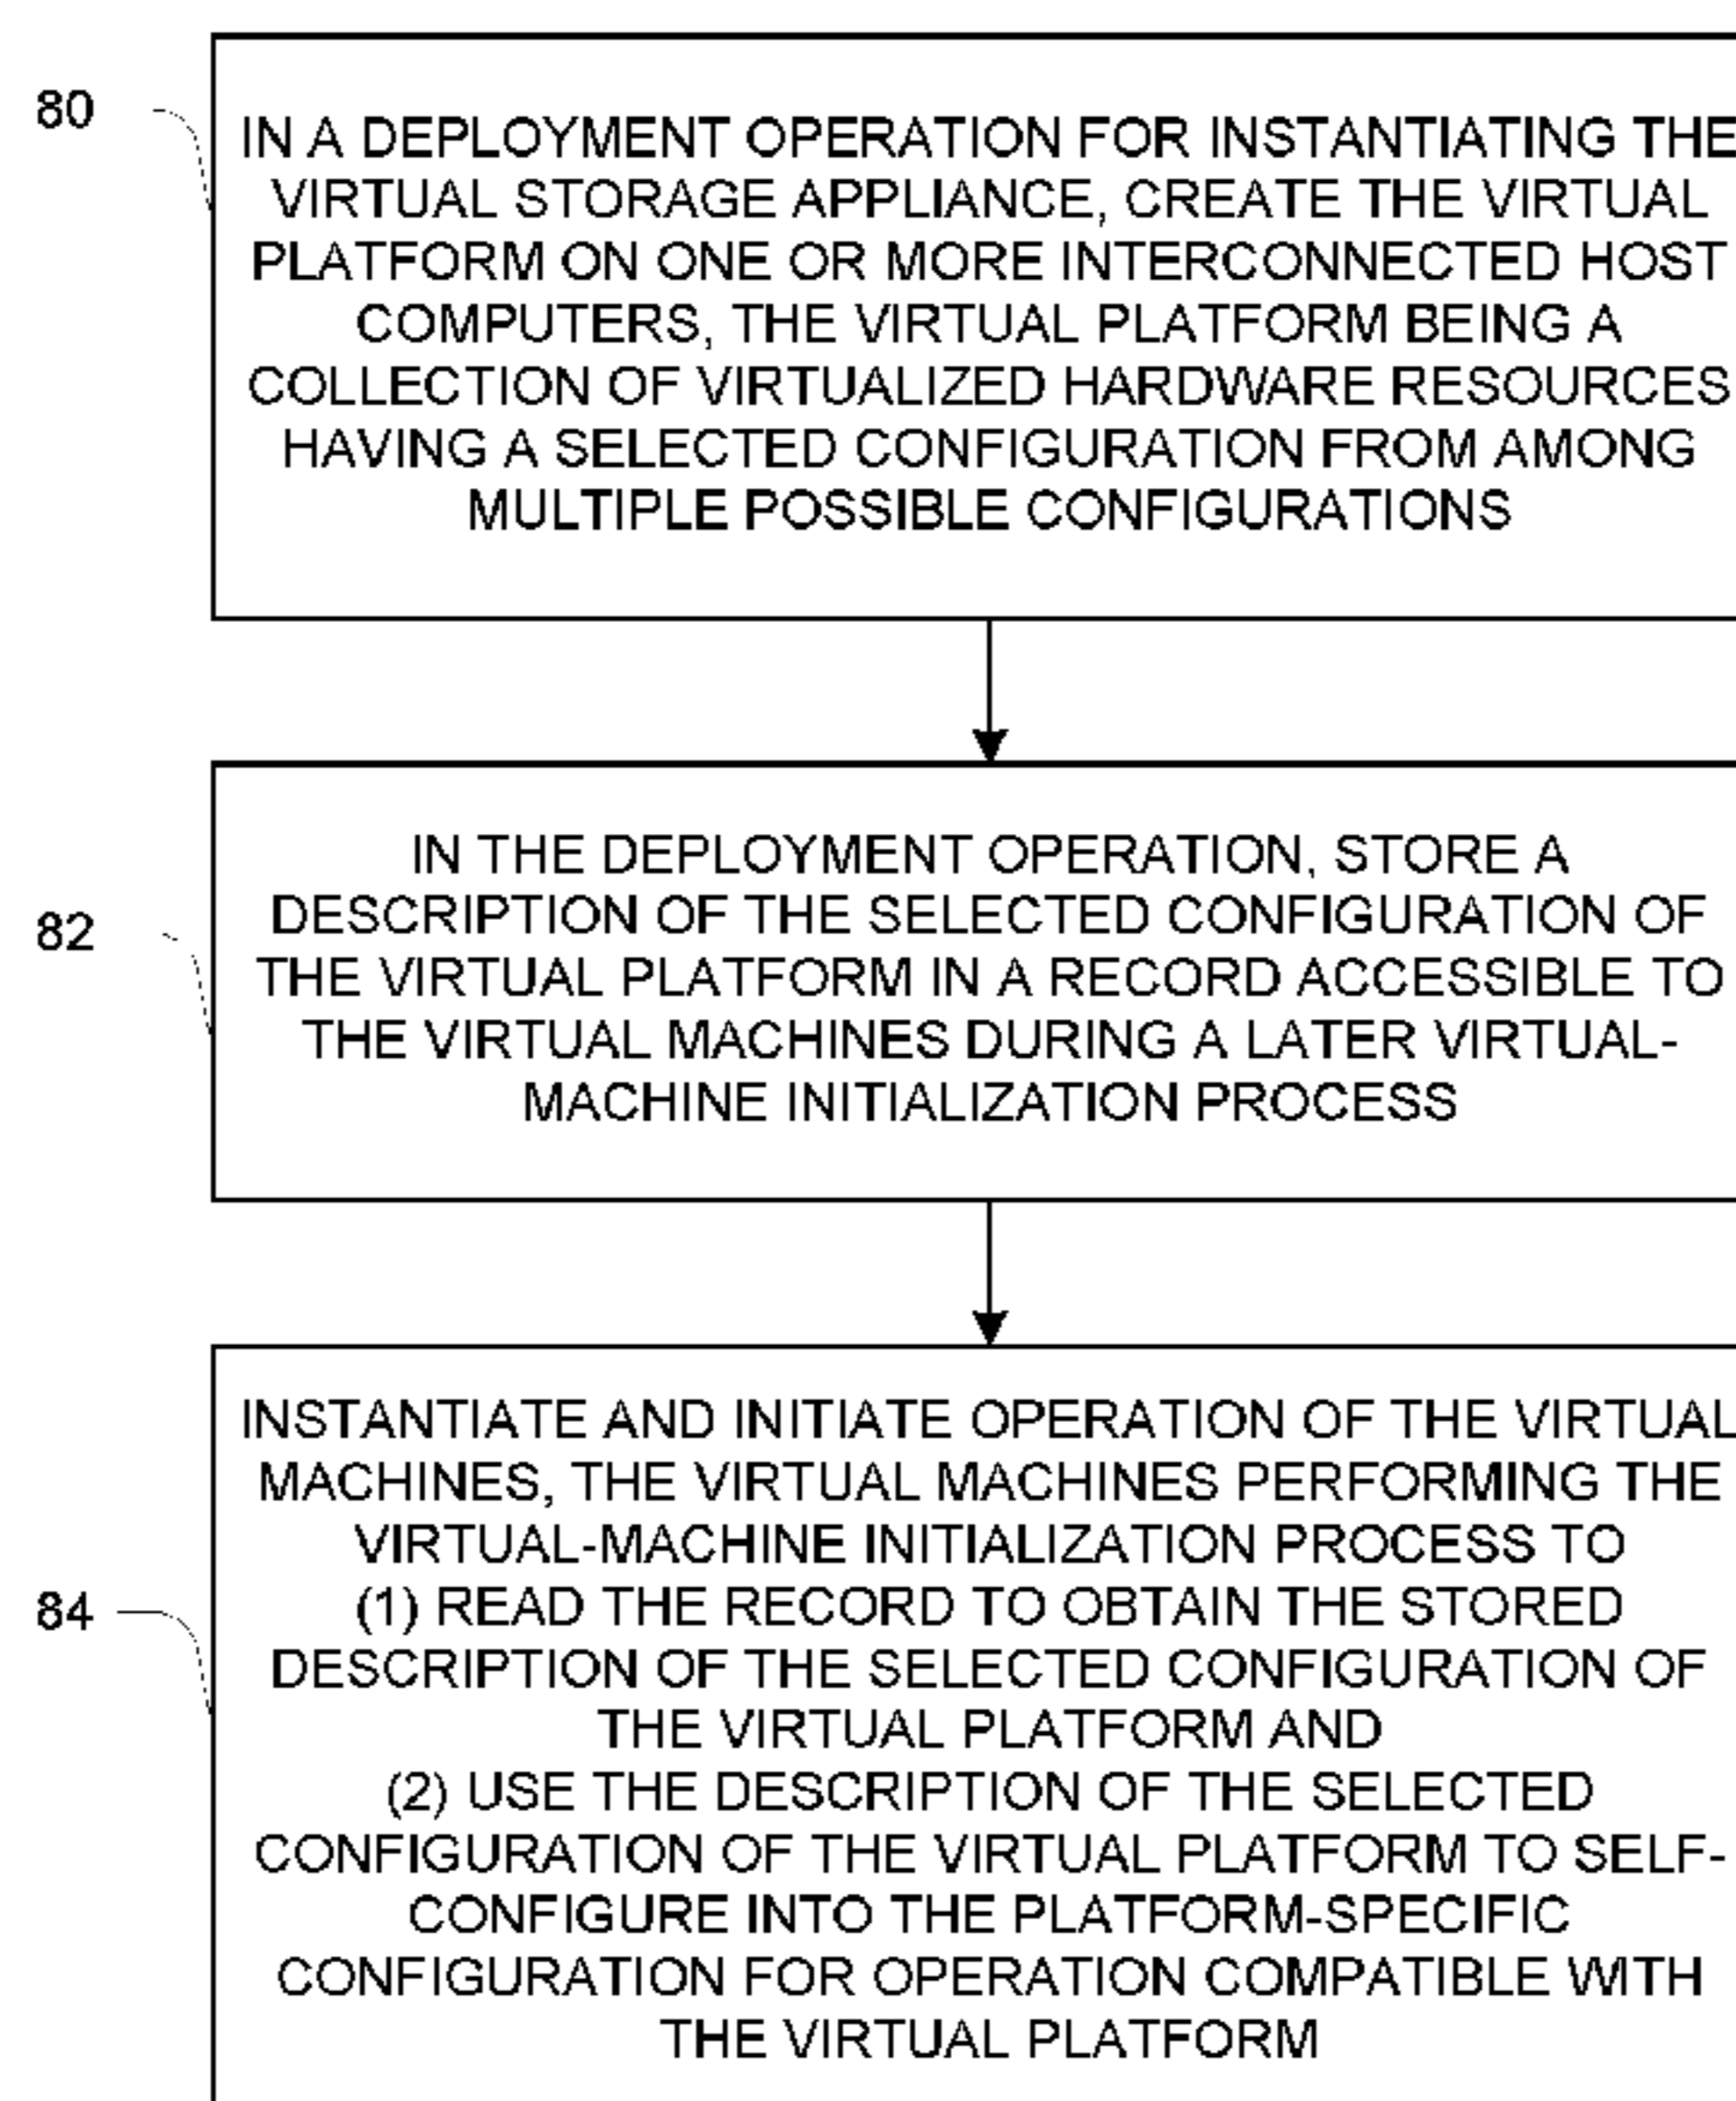 80
IN A DEPLOYMENT OPERATION FOR INSTANTIATING THE
VIRTUAL STORAGE APPLIANCE, CREATE THE VIRTUAL
PLATFORM ON ONE OR MORE INTERCONNECTED HOST
COMPUTERS, THE VIRTUAL PLATFORM BEING A
COLLECTION OF VIRTUALIZED HARDWARE RESOURCES
HAVING A SELECTED CONFIGURATION FROM AMONG
MULTIPLE POSSIBLE CONFIGURATIONS
82
IN THE DEPLOYMENT OPERATION, STORE A
DESCRIPTION OF THE SELECTED CONFIGURATION OF
THE VIRTUAL PLATFORM IN A RECORD ACCESSIBLE TO
THE VIRTUAL MACHINES DURING A LATER VIRTUAL-
MACHINE INITIALIZATION PROCESS
84
INSTANTIATE AND INITIATE OPERATION OF THE VIRTUAL
MACHINES, THE VIRTUAL MACHINES PERFORMING THE
VIRTUAL-MACHINE INITIALIZATION PROCESS TO
(1) READ THE RECORD TO OBTAIN THE STORED
DESCRIPTION OF THE SELECTED CONFIGURATION OF
THE VIRTUAL PLATFORM AND
(2) USE THE DESCRIPTION OF THE SELECTED
CONFIGURATION OF THE VIRTUAL PLATFORM TO SELF-
CONFIGURE INTO THE PLATFORM-SPECIFIC
CONFIGURATION FOR OPERATION COMPATIBLE WITH
THE VIRTUAL PLATFORM